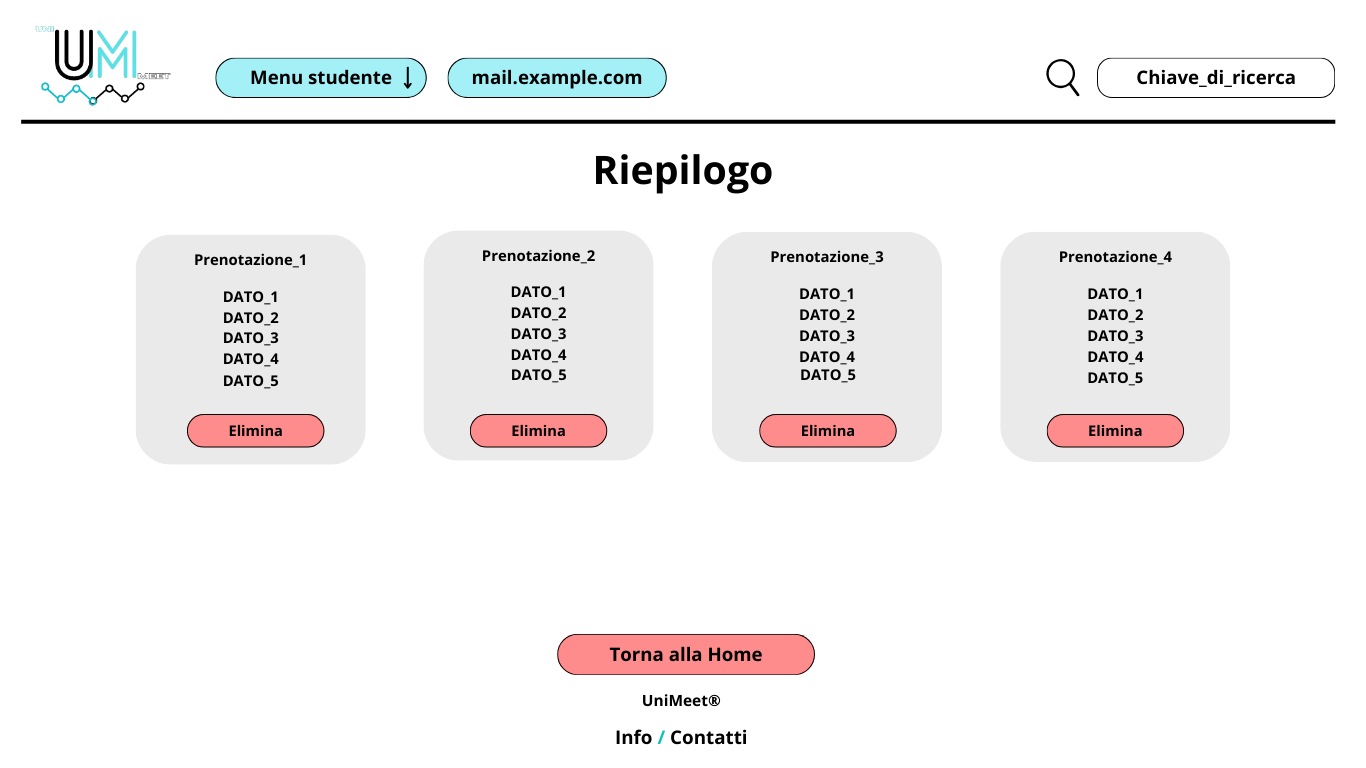 UNI
UM
MEET
Menu studente ↓
mail.example.com
Chiave_di_ricerca
Riepilogo
Prenotazione_1
DATO_1
DATO_2
DATO_3
DATO_4
DATO_5
Elimina
Prenotazione_2
DATO_1
DATO_2
DATO_3
DATO_4
DATO_5
Elimina
Prenotazione_3
DATO_1
DATO_2
DATO_3
DATO_4
DATO_5
Elimina
Prenotazione_4
DATO_1
DATO_2
DATO_3
DATO_4
DATO_5
Elimina
Torna alla Home
UniMeet®
Info / Contatti